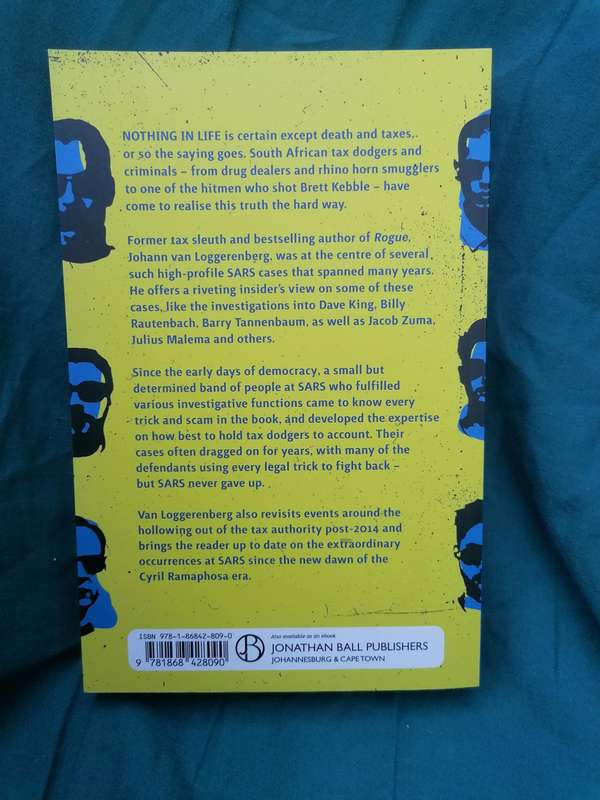 NOTHING IN LIFE is certain except death and taxes,
or so the saying goes. South African tax dodgers and
criminals – from drug dealers and rhino horn smugglers
to one of the hitmen who shot Brett Kebble – have
come to realise this truth the hard way.
Former tax sleuth and bestselling author of Rogue,
Johann van Loggerenberg, was at the centre of several
such high-profile SARS cases that spanned many years.
He offers a riveting insider's view on some of these
cases, like the investigations into Dave King, Billy
Rautenbach, Barry Tannenbaum, as well as Jacob Zuma,
Julius Malema and others.
Since the early days of democracy, a small but
determined band of people at SARS who fulfilled
various investigative functions came to know every
trick and scam in the book, and developed the expertise
on how best to hold tax dodgers to account. Their
cases often dragged on for years, with many of the
defendants using every legal trick to fight back –
but SARS never gave up.
Van Loggerenberg also revisits events around the
hollowing out of the tax authority post-2014 and
brings the reader up to date on the extraordinary
occurrences at SARS since the new dawn of the
Cyril Ramaphosa era.
ISBN 978-1-86842-809-0
9 781868 428090
Also available as an ebook
JONATHAN BALL PUBLISHERS
JOHANNESBURG & CAPE TOWN